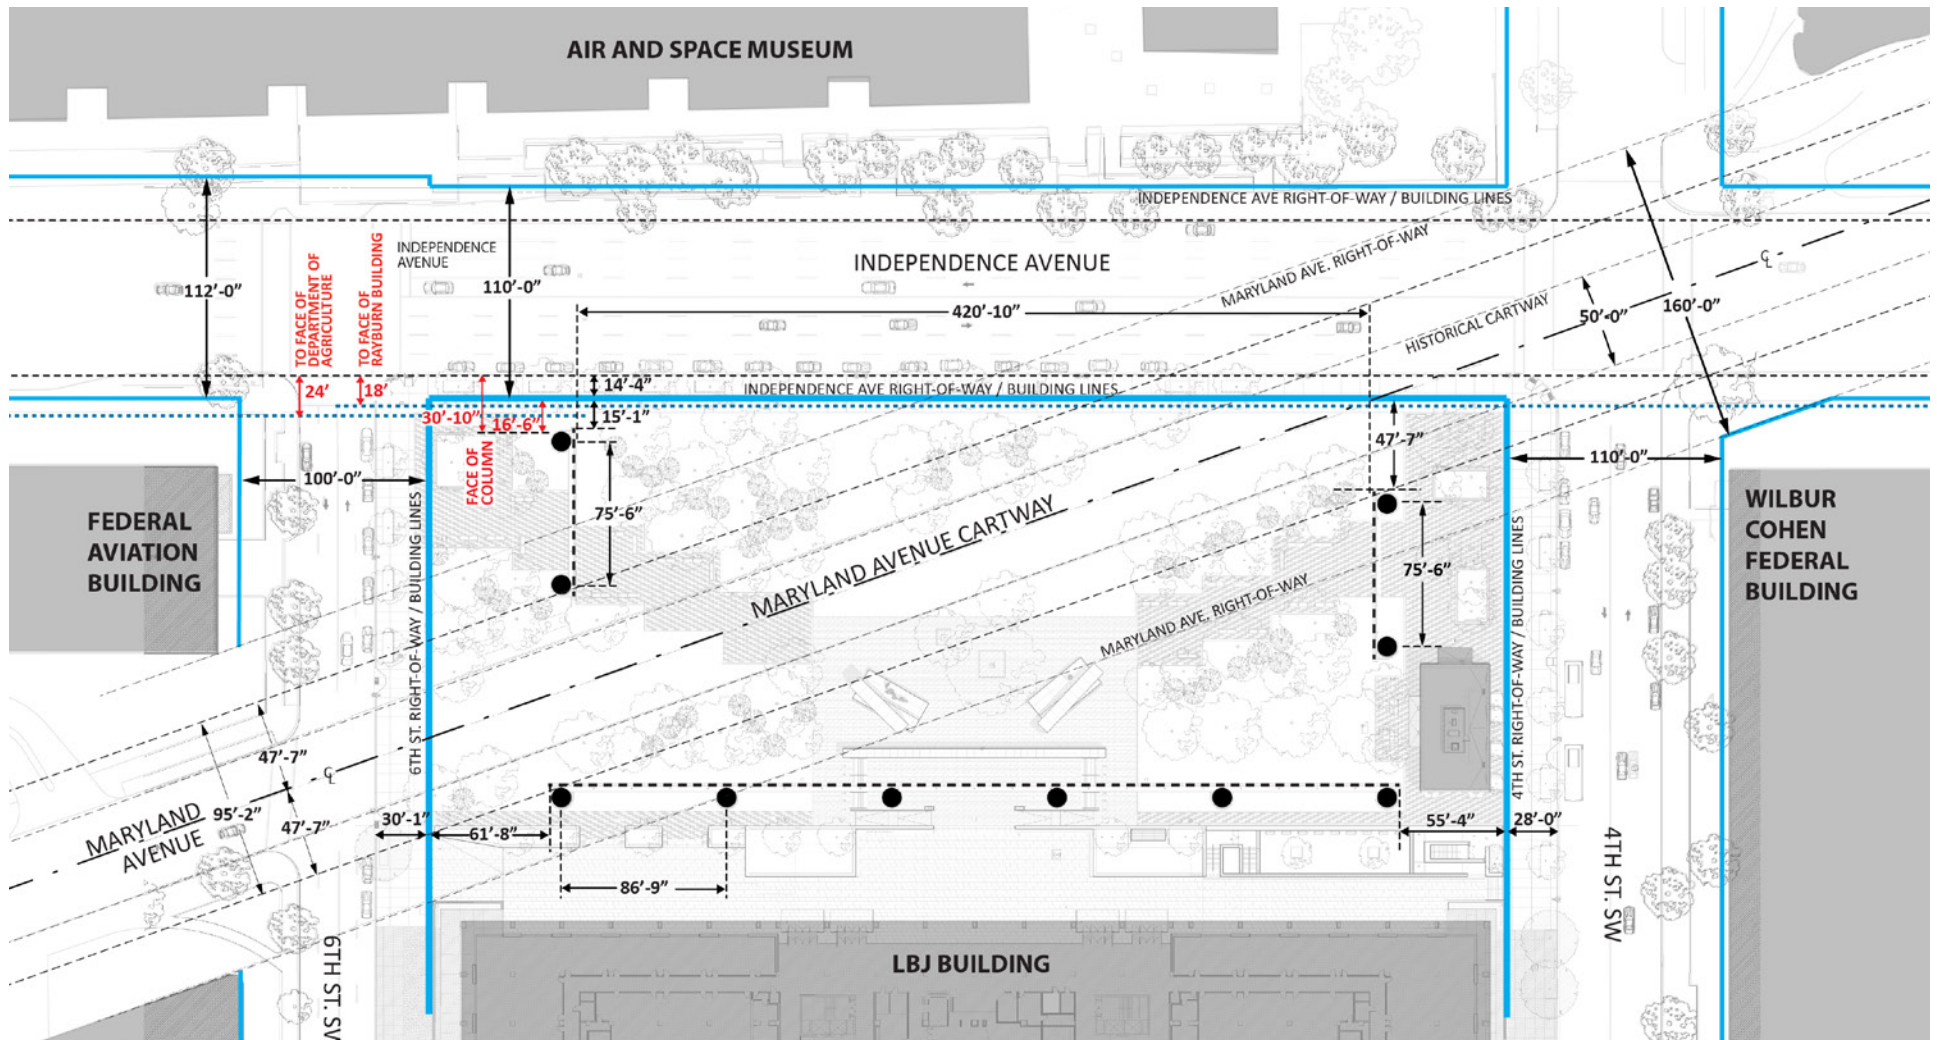 AIR AND SPACE MUSEUM
INDEPENDENCE AVE RIGHT-OF-WAY / BUILDING LINES
TO FACE OF
DEPARTMENT OF
AGRICULTURE
TO FACE OF
RAYBURN BUILDING
INDEPENDENCE
AVENUE
INDEPENDENCE AVENUE
MARYLAND AVE. RIGHT-OF-WAY
℄
112'-0"
110'-0"
420'-10"
HISTORICAL CARTWAY
50'-0"
160'-0"
24'
18'
14'-4"
INDEPENDENCE AVE RIGHT-OF-WAY / BUILDING LINES
30'-10"
16'-6"
15'-1"
47'-7"
FACE OF
COLUMN
100'-0"
110'-0"
75'-6"
FEDERAL
AVIATION
BUILDING
6TH ST. RIGHT-OF-WAY / BUILDING LINES
MARYLAND AVENUE CARTWAY
MARYLAND AVE. RIGHT-OF-WAY
75'-6"
4TH ST. RIGHT-OF-WAY / BUILDING LINES
WILBUR
COHEN
FEDERAL
BUILDING
47'-7"
℄
95'-2"
47'-7"
MARYLAND
AVENUE
30'-1"
61'-8"
55'-4"
28'-0"
86'-9"
4TH ST. SW
6TH ST. SW
LBJ BUILDING